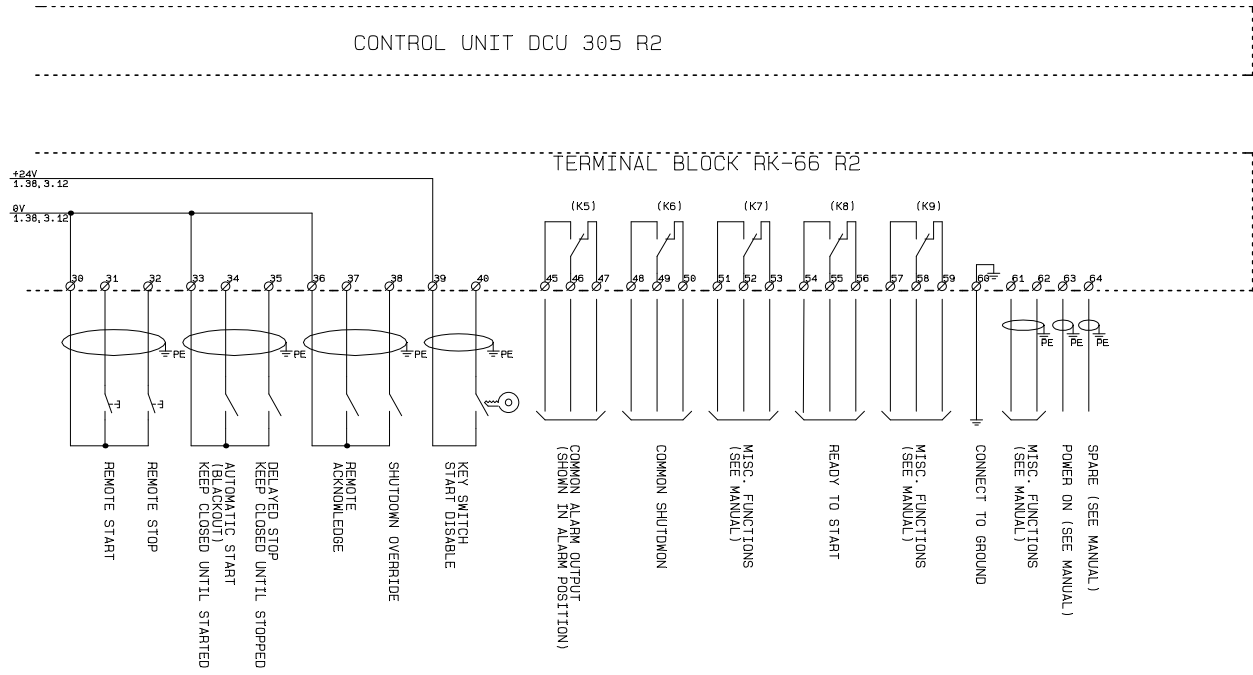 CONTROL UNIT DCU 305 R2
TERMINAL BLOCK RK-66 R2
+24V
1.38,3.12
0V
1.38,3.12
(K5) (K6) (K7) (K8) (K9)
30 31 32 33 34 35 36 37 38 39 40 45 46 47 48 49 50 51 52 53 54 55 56 57 58 59 60 61 62 63 64
PE PE PE PE PE PE PE
REMOTE START
REMOTE STOP
AUTOMATIC START
(BLACKOUT)
KEEP CLOSED UNTIL STARTED
DELAYED STOP
KEEP CLOSED UNTIL STOPPED
REMOTE
ACKNOWLEDGE
SHUTDOWN OVERRIDE
KEY SWITCH
START DISABLE
COMMON ALARM OUTPUT
(SHOWN IN ALARM POSITION)
COMMON SHUTDWON
MISC. FUNCTIONS
(SEE MANUAL)
READY TO START
MISC. FUNCTIONS
(SEE MANUAL)
CONNECT TO GROUND
MISC. FUNCTIONS
(SEE MANUAL)
POWER ON (SEE MANUAL)
SPARE (SEE MANUAL)